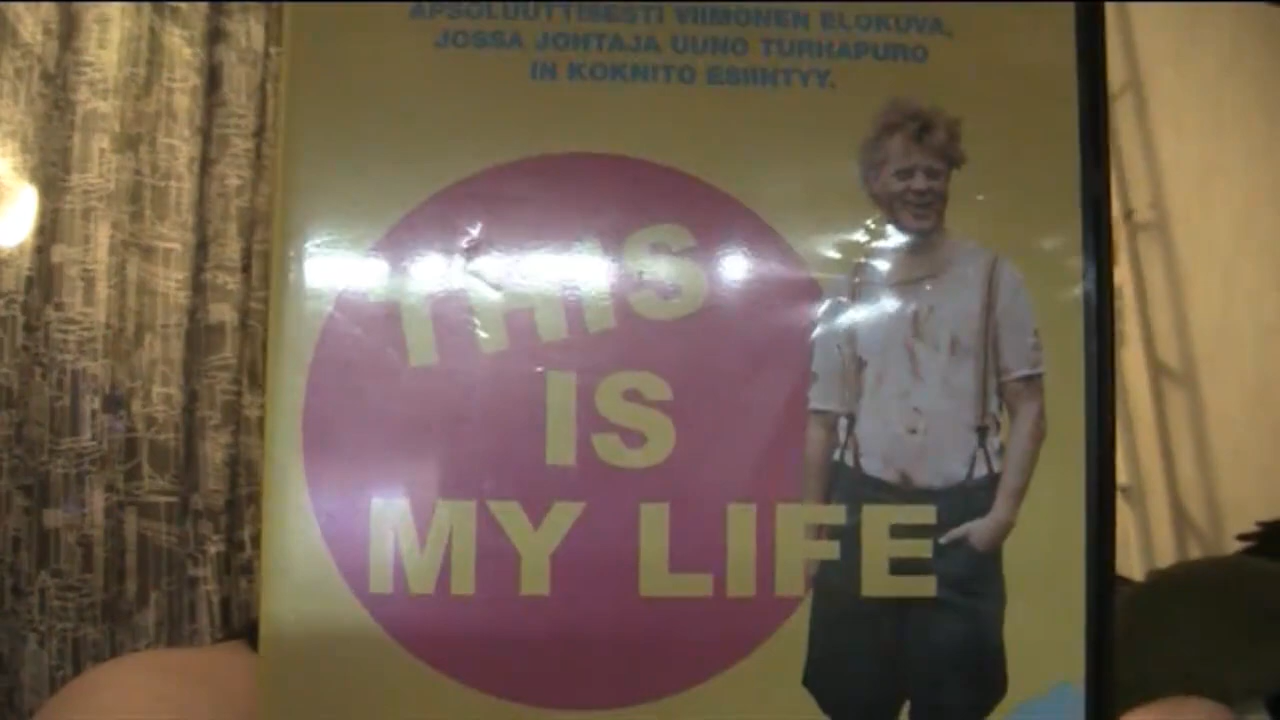 APSOLUUTTISESTI VIIMONEN ELOKUVA,
JOSSA JOHTAJA UUNO TURHAPURO
IN KOKNITO ESIINTYY.
THIS
IS
MY LIFE